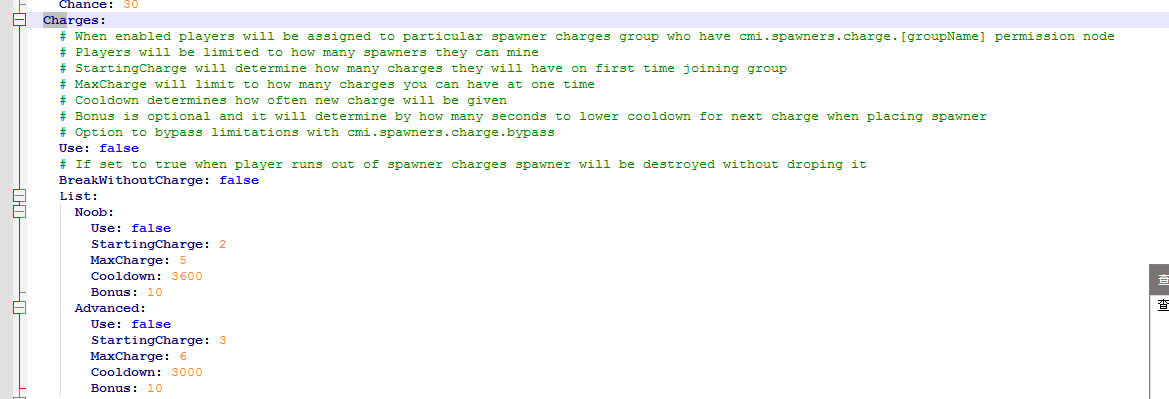 Chance: 30
Charges:
# When enabled players will be assigned to particular spawner charges group who have cmi.spawners.charge.[groupName] permission node
# Players will be limited to how many spawners they can mine
# StartingCharge will determine how many charges they will have on first time joining group
# MaxCharge will limit to how many charges you can have at one time
# Cooldown determines how often new charge will be given
# Bonus is optional and it will determine by how many seconds to lower cooldown for next charge when placing spawner
# Option to bypass limitations with cmi.spawners.charge.bypass
Use: false
# If set to true when player runs out of spawner charges spawner will be destroyed without droping it
BreakWithoutCharge: false
List:
Noob:
Use: false
StartingCharge: 2
MaxCharge: 5
Cooldown: 3600
Bonus: 10
Advanced:
Use: false
StartingCharge: 3
MaxCharge: 6
Cooldown: 3000
Bonus: 10
查
查